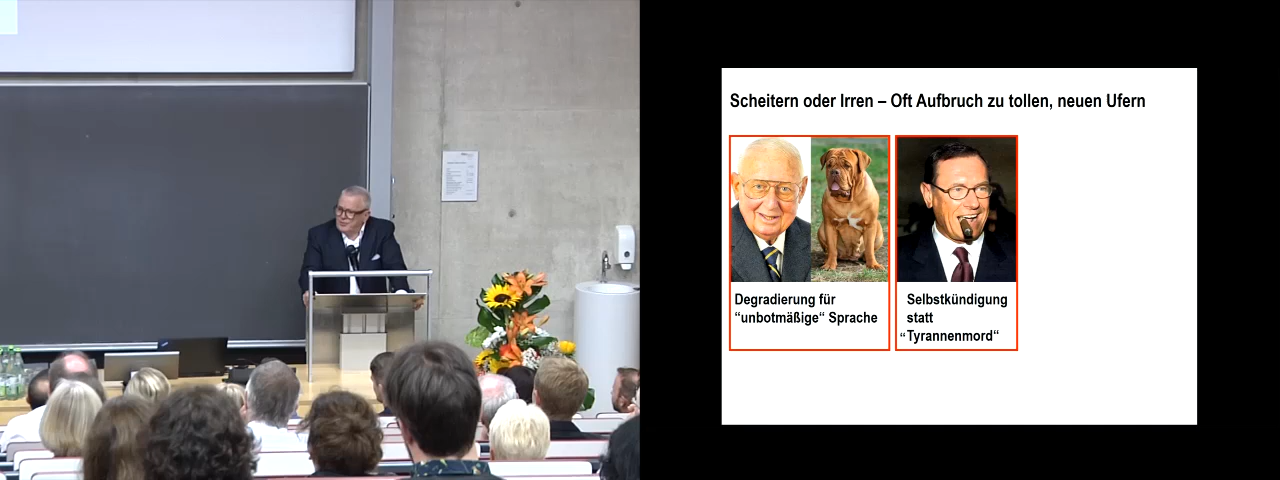 Scheitern oder Irren – Oft Aufbruch zu tollen, neuen Ufern
Degradierung für
“unbotmäßige“ Sprache
Selbstkündigung
statt
“Tyrannenmord“